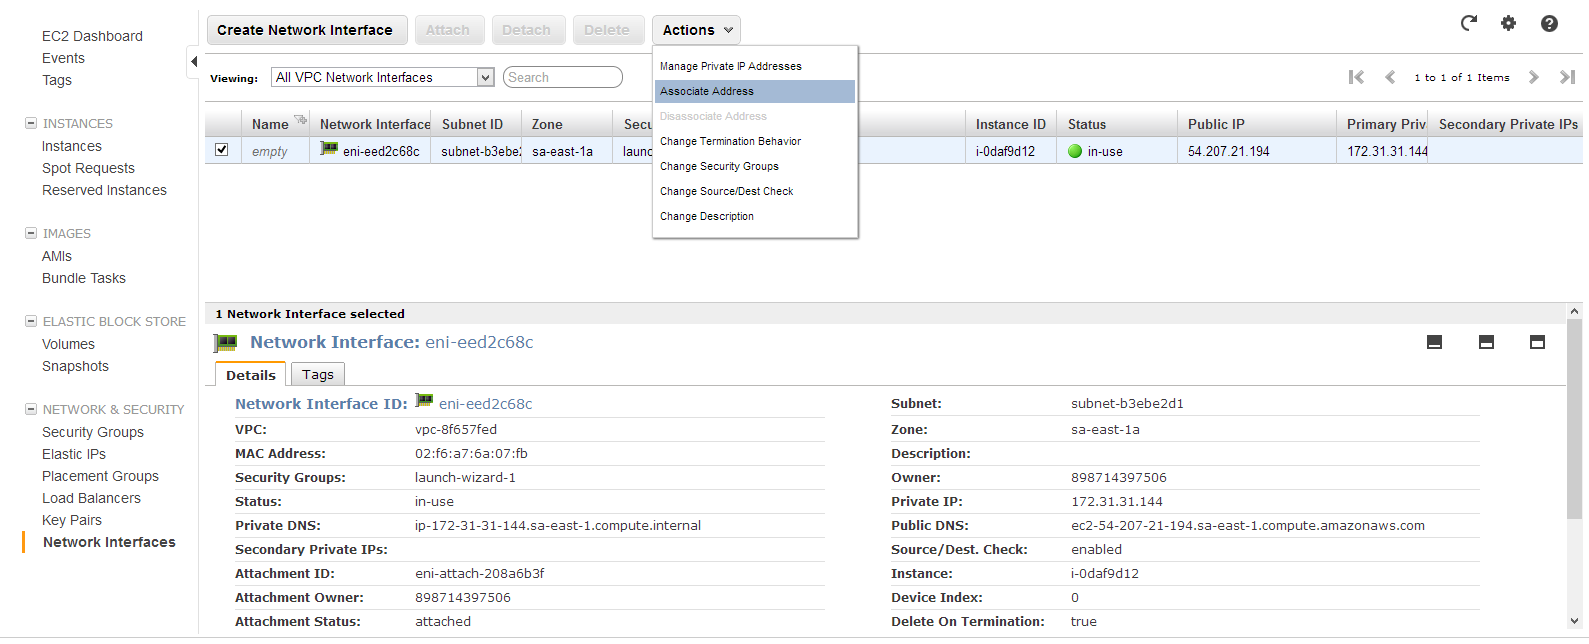 EC2 Dashboard
Events
Tags
INSTANCES
Instances
Spot Requests
Reserved Instances
IMAGES
AMIs
Bundle Tasks
ELASTIC BLOCK STORE
Volumes
Snapshots
NETWORK & SECURITY
Security Groups
Elastic IPs
Placement Groups
Load Balancers
Key Pairs
Network Interfaces
Create Network Interface Attach Detach Delete Actions
Viewing: All VPC Network Interfaces Search
1 to 1 of 1 Items
Manage Private IP Addresses
Associate Address
Disassociate Address
Change Termination Behavior
Change Security Groups
Change Source/Dest Check
Change Description
Name Network Interface Subnet ID Zone Secu Instance ID Status Public IP Primary Priv Secondary Private IPs
empty eni-eed2c68c subnet-b3ebe2 sa-east-1a launc i-0daf9d12 in-use 54.207.21.194 172.31.31.144
1 Network Interface selected
Network Interface: eni-eed2c68c
Details Tags
Network Interface ID: eni-eed2c68c
VPC: vpc-8f657fed
MAC Address: 02:f6:a7:6a:07:fb
Security Groups: launch-wizard-1
Status: in-use
Private DNS: ip-172-31-31-144.sa-east-1.compute.internal
Secondary Private IPs:
Attachment ID: eni-attach-208a6b3f
Attachment Owner: 898714397506
Attachment Status: attached
Subnet: subnet-b3ebe2d1
Zone: sa-east-1a
Description:
Owner: 898714397506
Private IP: 172.31.31.144
Public DNS: ec2-54-207-21-194.sa-east-1.compute.amazonaws.com
Source/Dest. Check: enabled
Instance: i-0daf9d12
Device Index: 0
Delete On Termination: true